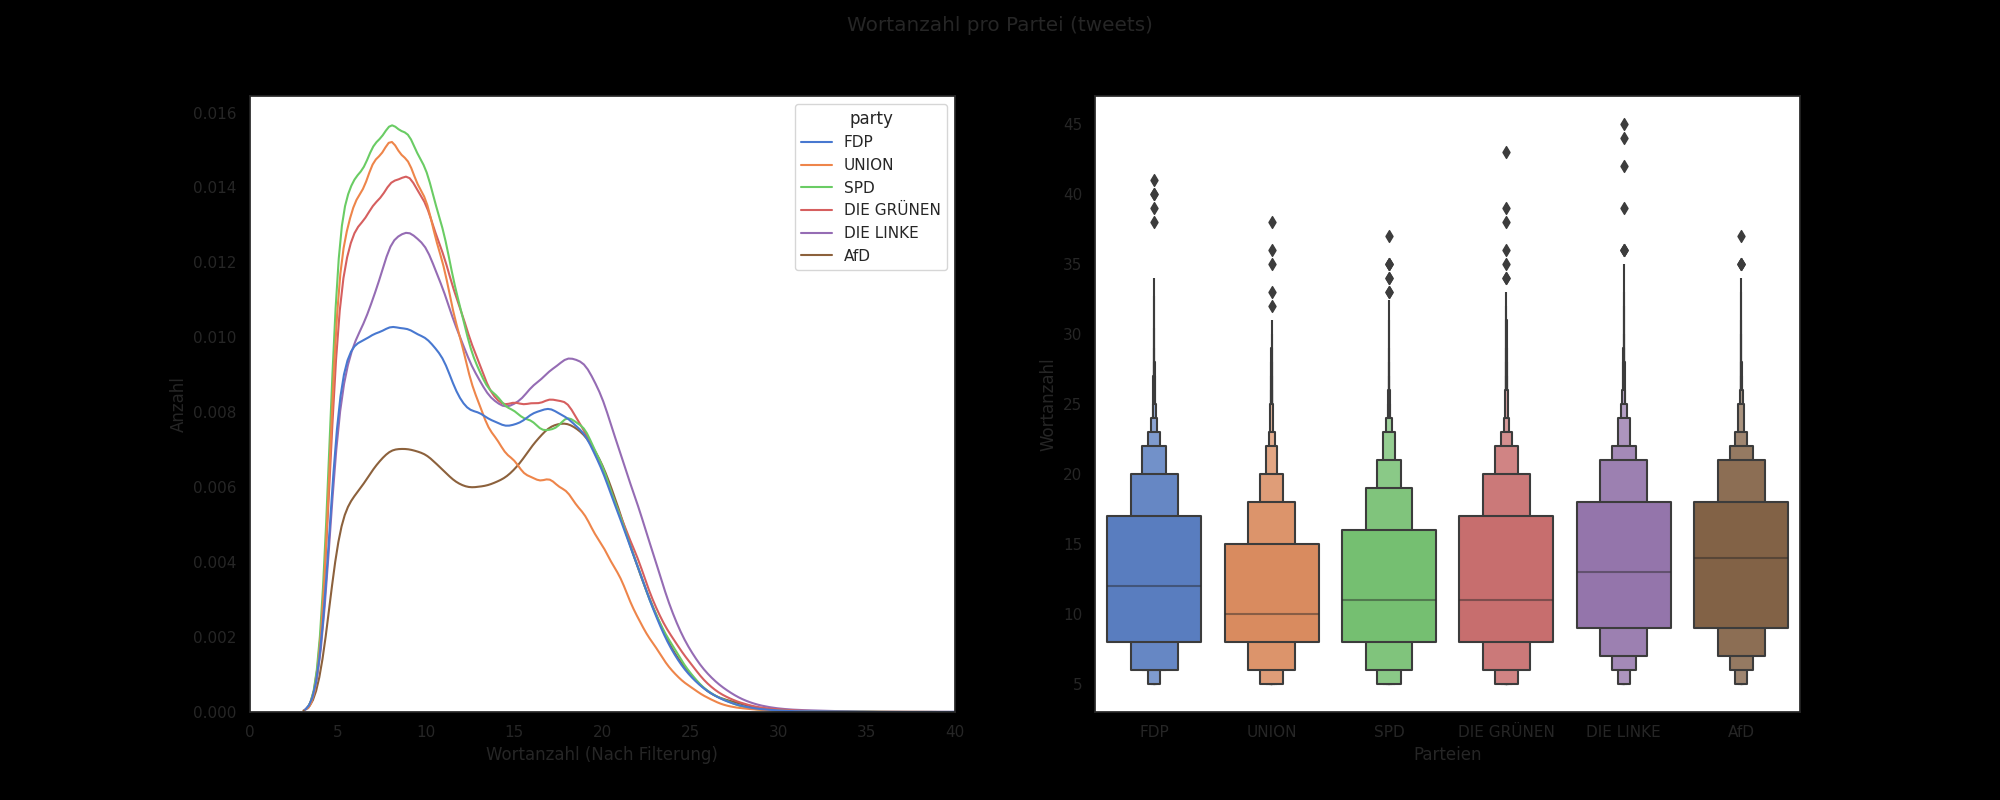 Wortanzahl pro Partei (tweets)
Anzahl
0.016
0.014
0.012
0.010
0.008
0.006
0.004
0.002
0.000
0 5 10 15 20 25 30 35 40
Wortanzahl (Nach Filterung)
party
FDP
UNION
SPD
DIE GRÜNEN
DIE LINKE
AfD
Wortanzahl
45
40
35
30
25
20
15
10
5
FDP UNION SPD DIE GRÜNEN DIE LINKE AfD
Parteien